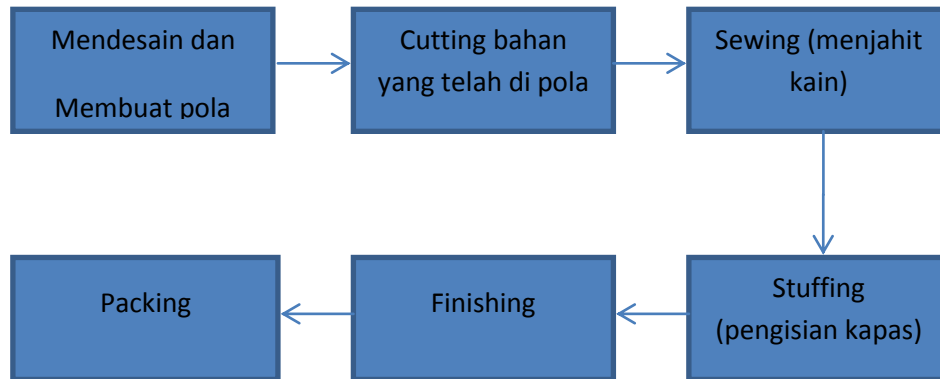 Mendesain dan
Membuat pola
Cutting bahan
yang telah di pola
Sewing (menjahit
kain)
Stuffing
(pengisian kapas)
Finishing
Packing